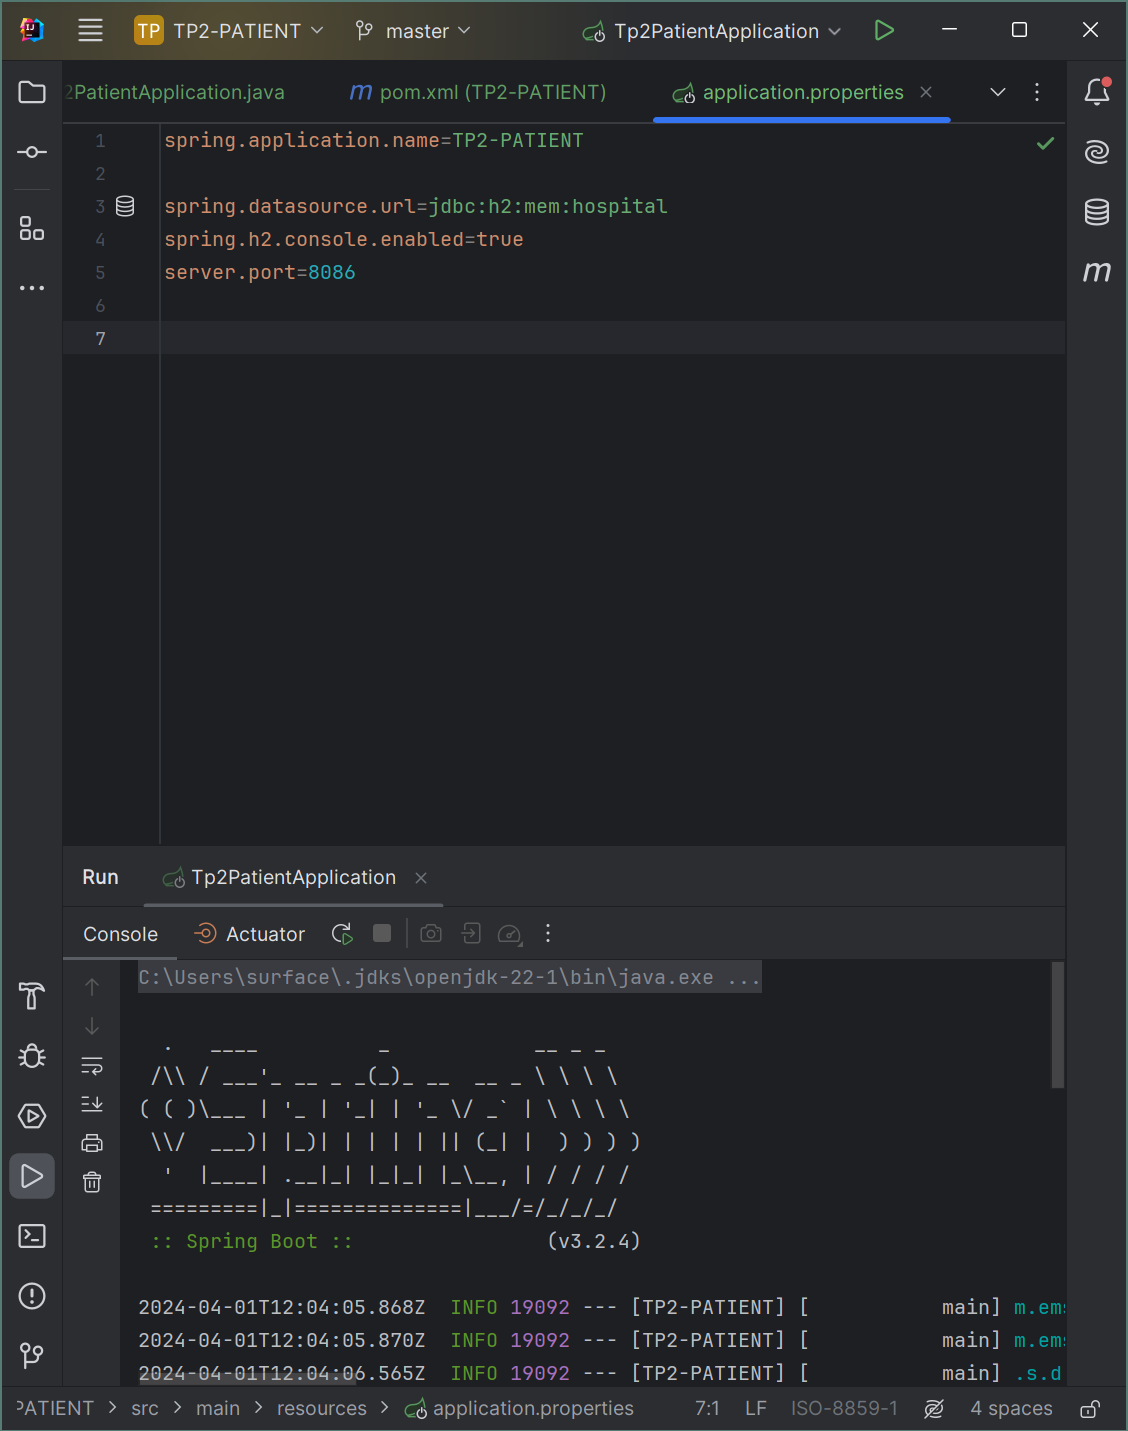 TP TP2-PATIENT master Tp2PatientApplication
2PatientApplication.java m pom.xml (TP2-PATIENT) application.properties
1 spring.application.name=TP2-PATIENT
2
3 spring.datasource.url=jdbc:h2:mem:hospital
4 spring.h2.console.enabled=true
5 server.port=8086
6
7
m
Run Tp2PatientApplication
Console Actuator
C:\Users\surface\.jdks\openjdk-22-1\bin\java.exe ...
  .   ____          _            __ _ _
 /\\ / ___'_ __ _ _(_)_ __  __ _ \ \ \ \
( ( )\___ | '_ | '_| | '_ \/ _` | \ \ \ \
 \\/  ___)| |_)| | | | | || (_| |  ) ) ) )
  '  |____| .__|_| |_|_| |_\__, | / / / /
 =========|_|==============|___/=/_/_/_/
 :: Spring Boot ::                (v3.2.4)
2024-04-01T12:04:05.868Z  INFO 19092 --- [TP2-PATIENT] [           main] m.ems
2024-04-01T12:04:05.870Z  INFO 19092 --- [TP2-PATIENT] [           main] m.ems
2024-04-01T12:04:06.565Z  INFO 19092 --- [TP2-PATIENT] [           main] .s.d
PATIENT > src > main > resources > application.properties 7:1 LF ISO-8859-1 4 spaces